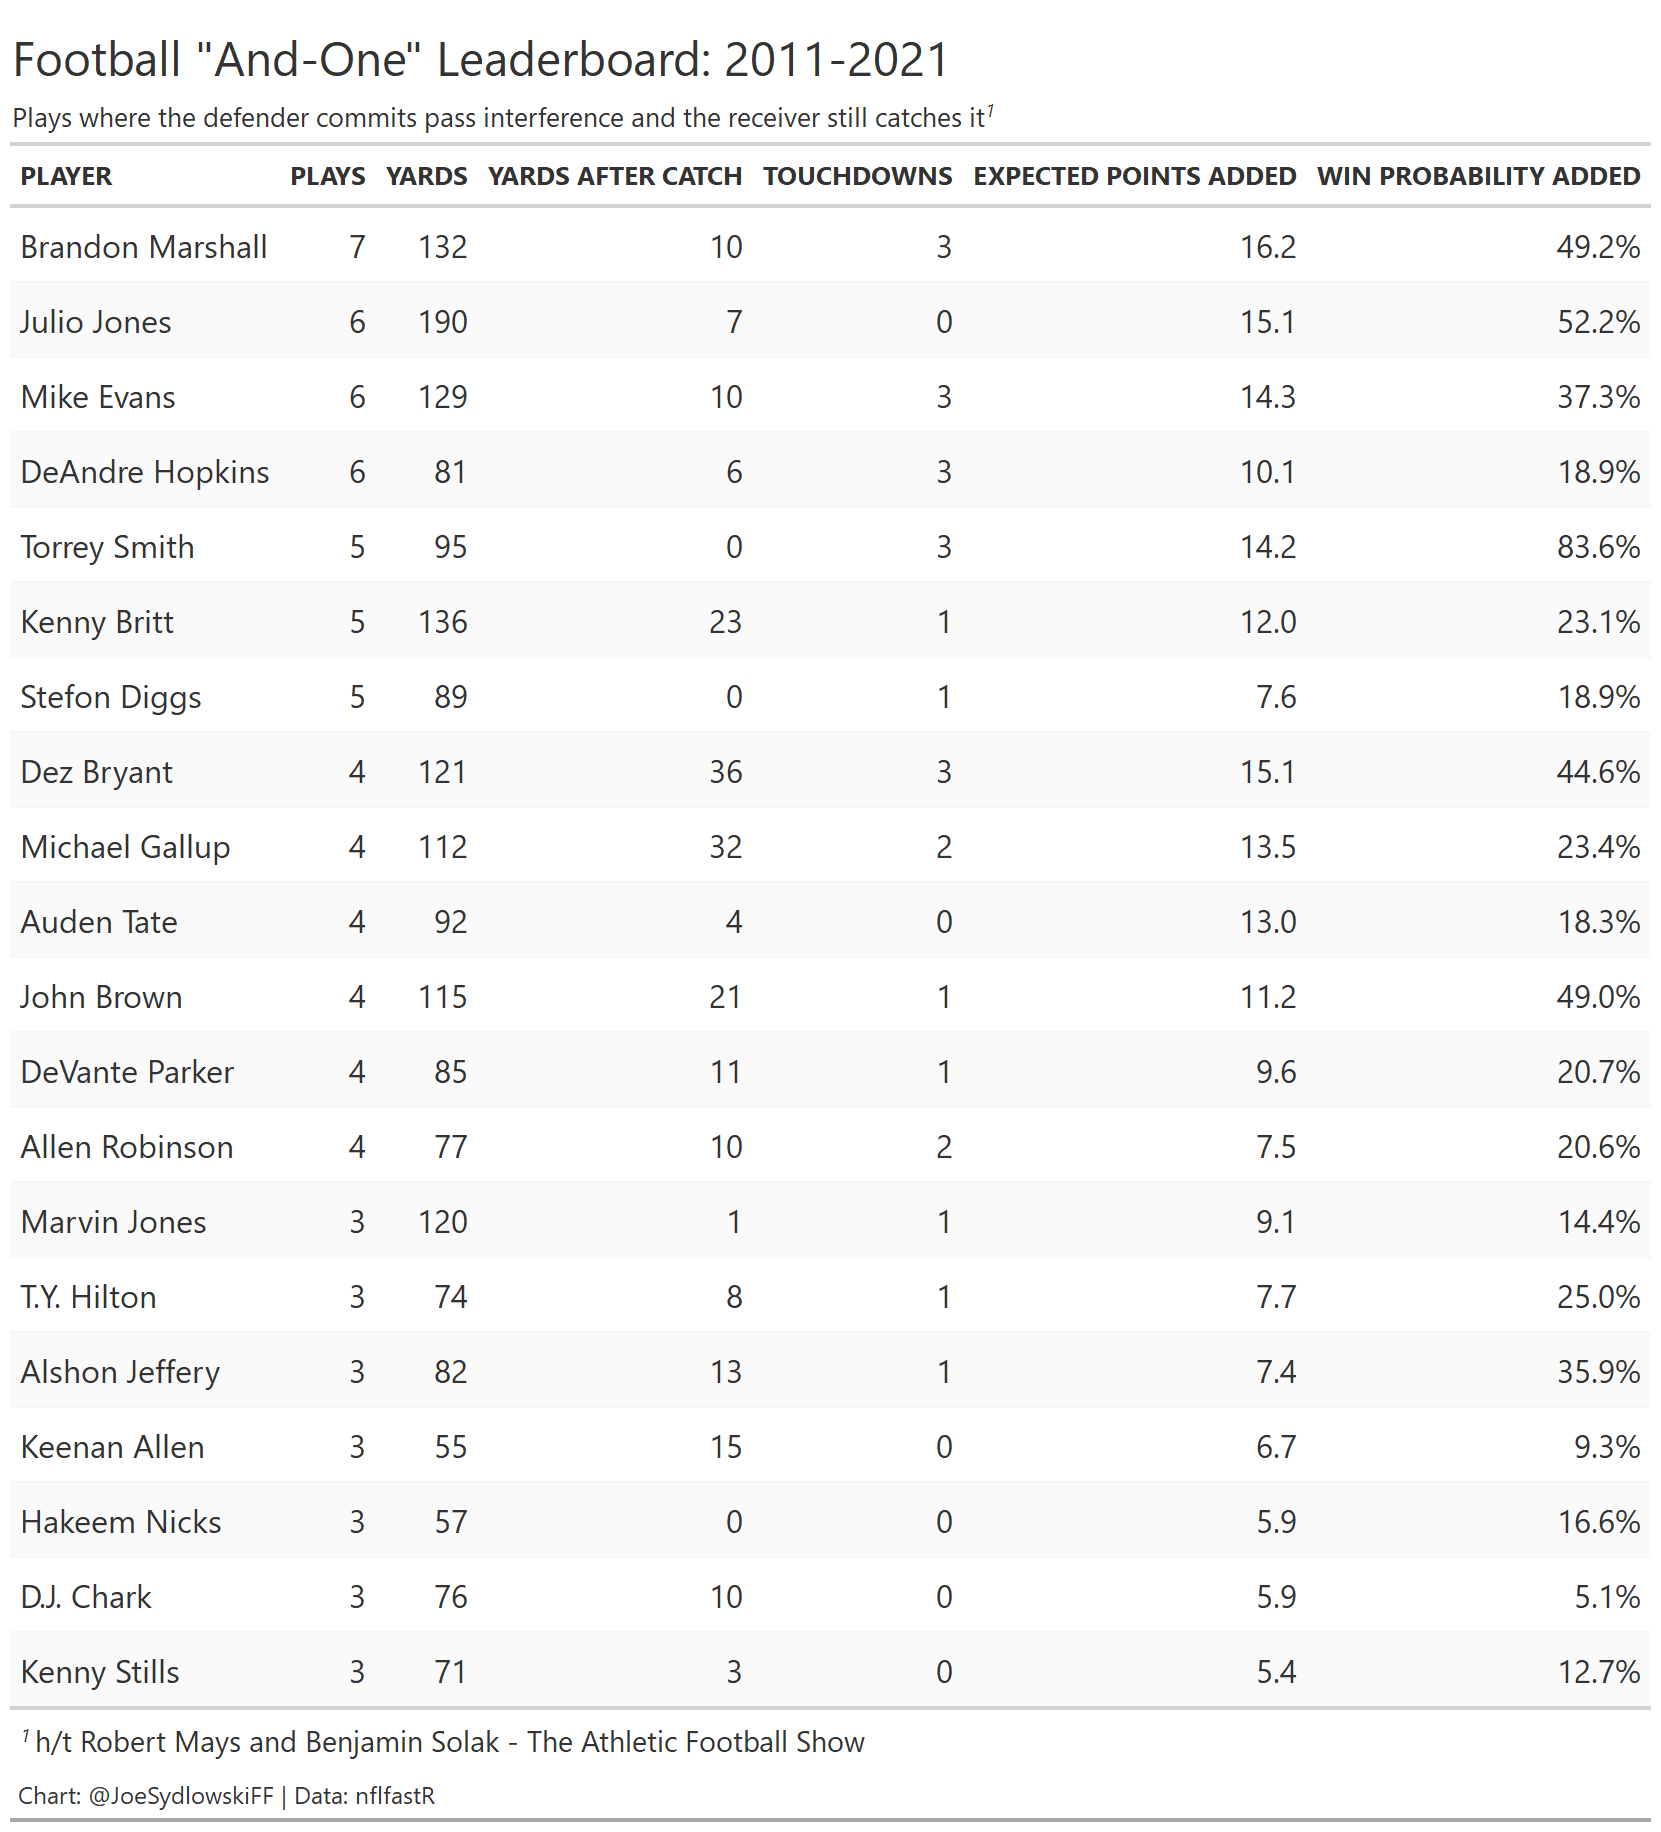 Football "And-One" Leaderboard: 2011-2021
Plays where the defender commits pass interference and the receiver still catches it¹
PLAYER PLAYS YARDS YARDS AFTER CATCH TOUCHDOWNS EXPECTED POINTS ADDED WIN PROBABILITY ADDED
Brandon Marshall 7 132 10 3 16.2 49.2%
Julio Jones 6 190 7 0 15.1 52.2%
Mike Evans 6 129 10 3 14.3 37.3%
DeAndre Hopkins 6 81 6 3 10.1 18.9%
Torrey Smith 5 95 0 3 14.2 83.6%
Kenny Britt 5 136 23 1 12.0 23.1%
Stefon Diggs 5 89 0 1 7.6 18.9%
Dez Bryant 4 121 36 3 15.1 44.6%
Michael Gallup 4 112 32 2 13.5 23.4%
Auden Tate 4 92 4 0 13.0 18.3%
John Brown 4 115 21 1 11.2 49.0%
DeVante Parker 4 85 11 1 9.6 20.7%
Allen Robinson 4 77 10 2 7.5 20.6%
Marvin Jones 3 120 1 1 9.1 14.4%
T.Y. Hilton 3 74 8 1 7.7 25.0%
Alshon Jeffery 3 82 13 1 7.4 35.9%
Keenan Allen 3 55 15 0 6.7 9.3%
Hakeem Nicks 3 57 0 0 5.9 16.6%
D.J. Chark 3 76 10 0 5.9 5.1%
Kenny Stills 3 71 3 0 5.4 12.7%
¹ h/t Robert Mays and Benjamin Solak - The Athletic Football Show
Chart: @JoeSydlowskiFF | Data: nflfastR